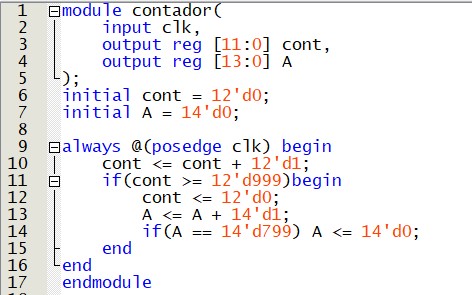 1 module contador(
2 input clk,
3 output reg [11:0] cont,
4 output reg [13:0] A
5 );
6 initial cont = 12'd0;
7 initial A = 14'd0;
8
9 always @(posedge clk) begin
10 cont <= cont + 12'd1;
11 if(cont >= 12'd999)begin
12 cont <= 12'd0;
13 A <= A + 14'd1;
14 if(A == 14'd799) A <= 14'd0;
15 end
16 end
17 endmodule